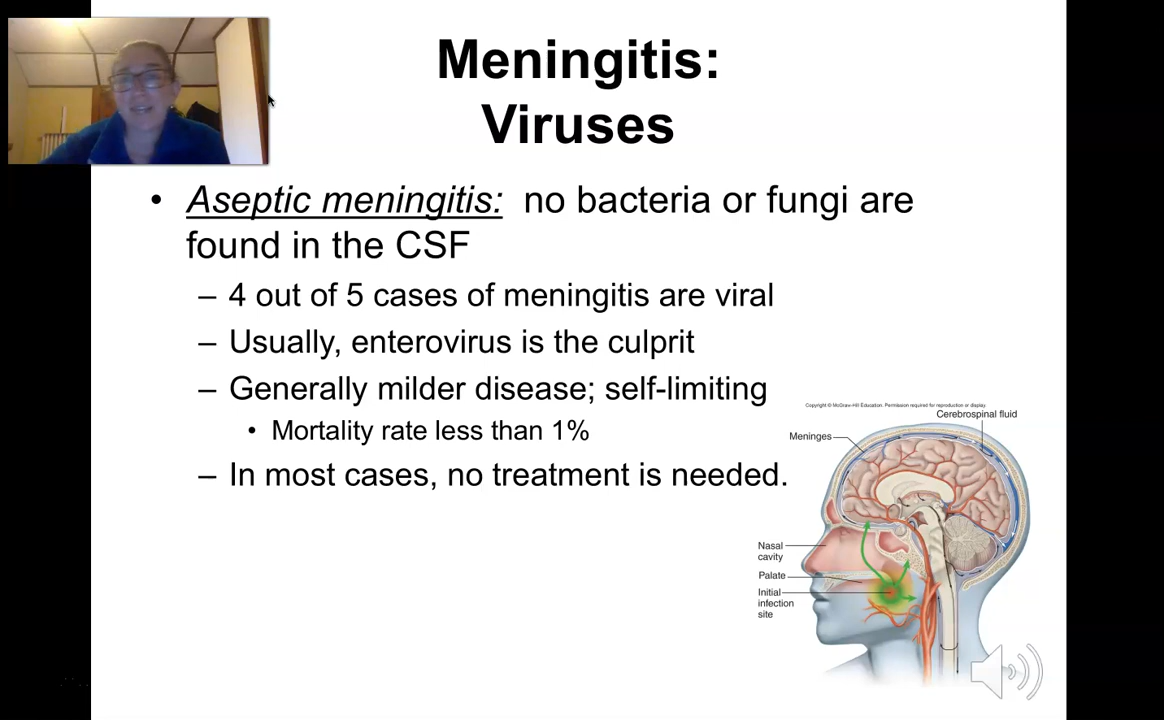 Meningitis:
Viruses
• Aseptic meningitis: no bacteria or fungi are
found in the CSF
– 4 out of 5 cases of meningitis are viral
– Usually, enterovirus is the culprit
– Generally milder disease; self-limiting
• Mortality rate less than 1%
– In most cases, no treatment is needed.
Copyright © McGraw-Hill Education. Permission required for reproduction or display.
Cerebrospinal fluid
Meninges
Nasal
cavity
Palate
Initial
infection
site